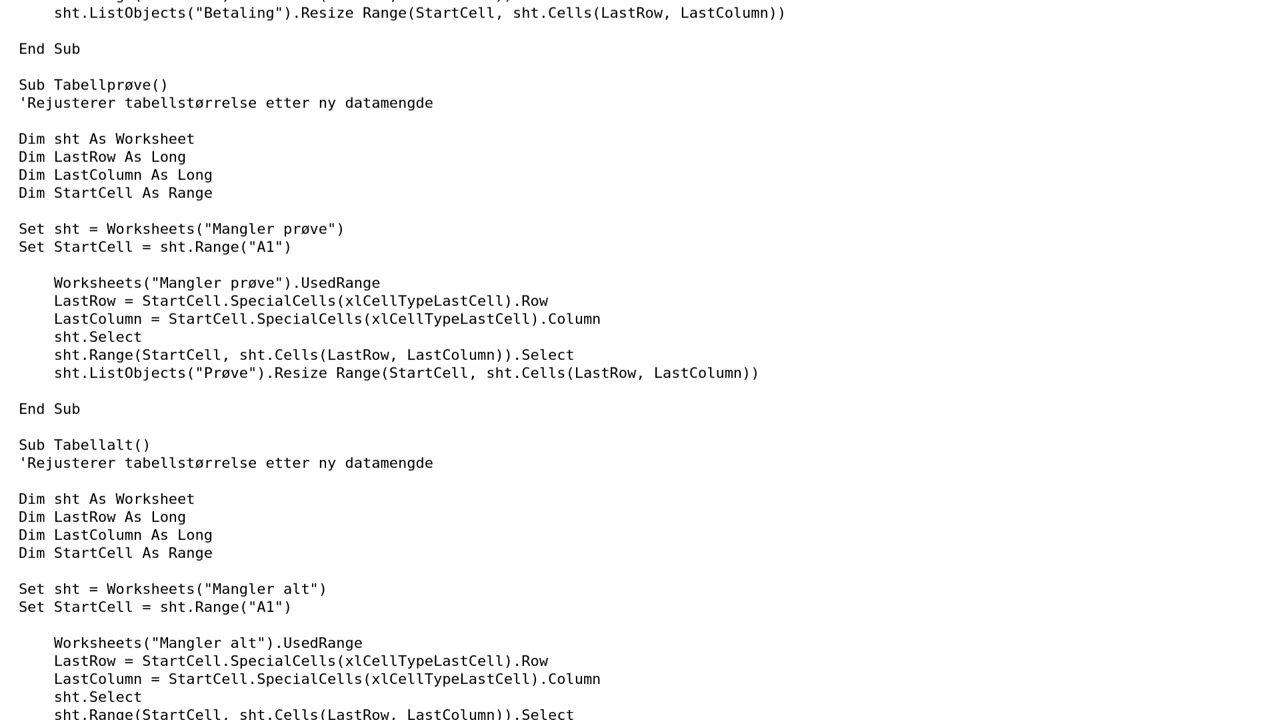 sht.ListObjects("Betaling").Resize Range(StartCell, sht.Cells(LastRow, LastColumn))
End Sub
Sub Tabellprøve()
'Rejusterer tabellstørrelse etter ny datamengde
Dim sht As Worksheet
Dim LastRow As Long
Dim LastColumn As Long
Dim StartCell As Range
Set sht = Worksheets("Mangler prøve")
Set StartCell = sht.Range("A1")
Worksheets("Mangler prøve").UsedRange
LastRow = StartCell.SpecialCells(xlCellTypeLastCell).Row
LastColumn = StartCell.SpecialCells(xlCellTypeLastCell).Column
sht.Select
sht.Range(StartCell, sht.Cells(LastRow, LastColumn)).Select
sht.ListObjects("Prøve").Resize Range(StartCell, sht.Cells(LastRow, LastColumn))
End Sub
Sub Tabellalt()
'Rejusterer tabellstørrelse etter ny datamengde
Dim sht As Worksheet
Dim LastRow As Long
Dim LastColumn As Long
Dim StartCell As Range
Set sht = Worksheets("Mangler alt")
Set StartCell = sht.Range("A1")
Worksheets("Mangler alt").UsedRange
LastRow = StartCell.SpecialCells(xlCellTypeLastCell).Row
LastColumn = StartCell.SpecialCells(xlCellTypeLastCell).Column
sht.Select
sht.Range(StartCell, sht.Cells(LastRow, LastColumn)).Select